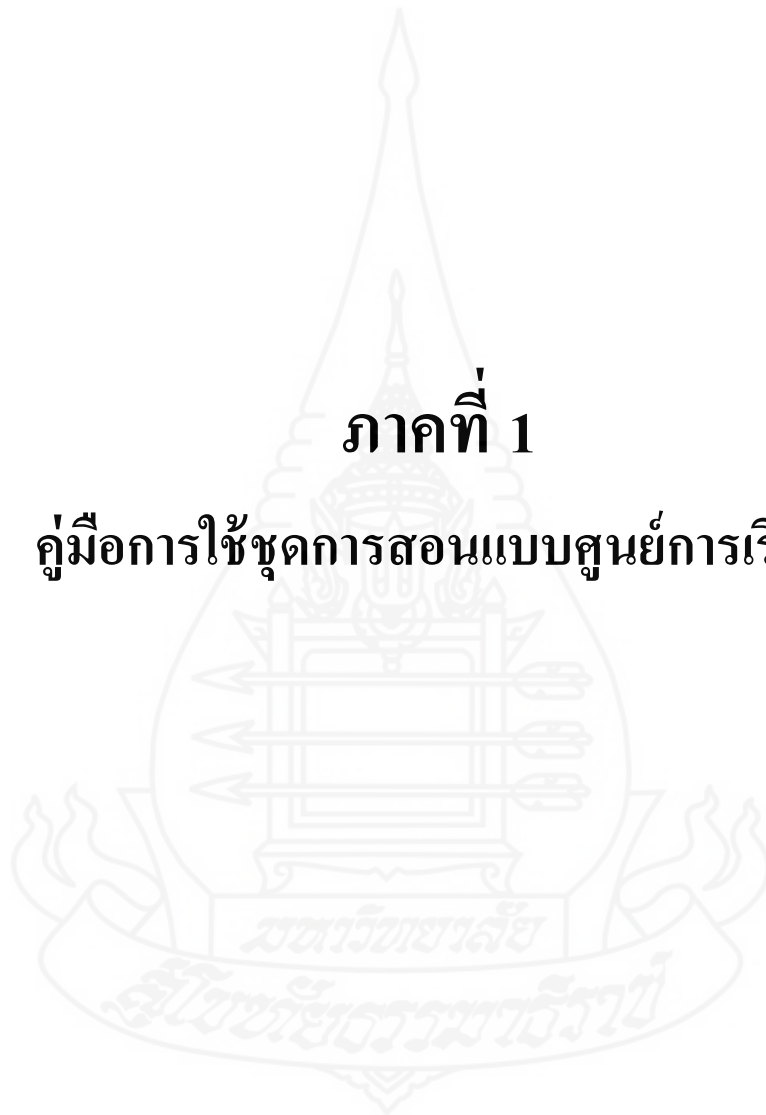 ภาคที่ 1
คู่มือการใช้ชุดการสอนแบบศูนย์การเรี
มหาวิทยาลัย
สุโขทัยธรรมาธิราช